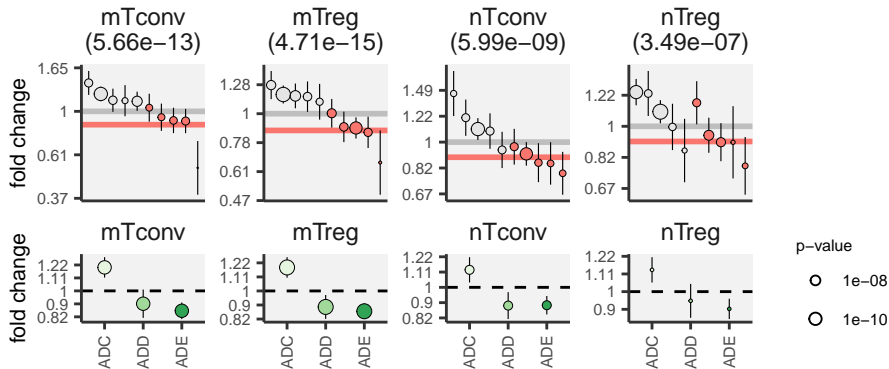 mTconv
(5.66e−13)
mTreg
(4.71e−15)
nTconv
(5.99e−09)
nTreg
(3.49e−07)
fold change
1.65
1
0.61
0.37
1.28
1
0.78
0.61
0.47
1.49
1.22
1
0.82
0.67
1.22
1
0.82
0.67
mTconv
mTreg
nTconv
nTreg
fold change
1.22
1.11
1
0.9
0.82
1.22
1.11
1
0.9
0.82
1.22
1.11
1
0.9
0.82
1.22
1.11
1
0.9
ADC
ADD
ADE
ADC
ADD
ADE
ADC
ADD
ADE
ADC
ADD
ADE
p−value
1e−08
1e−10